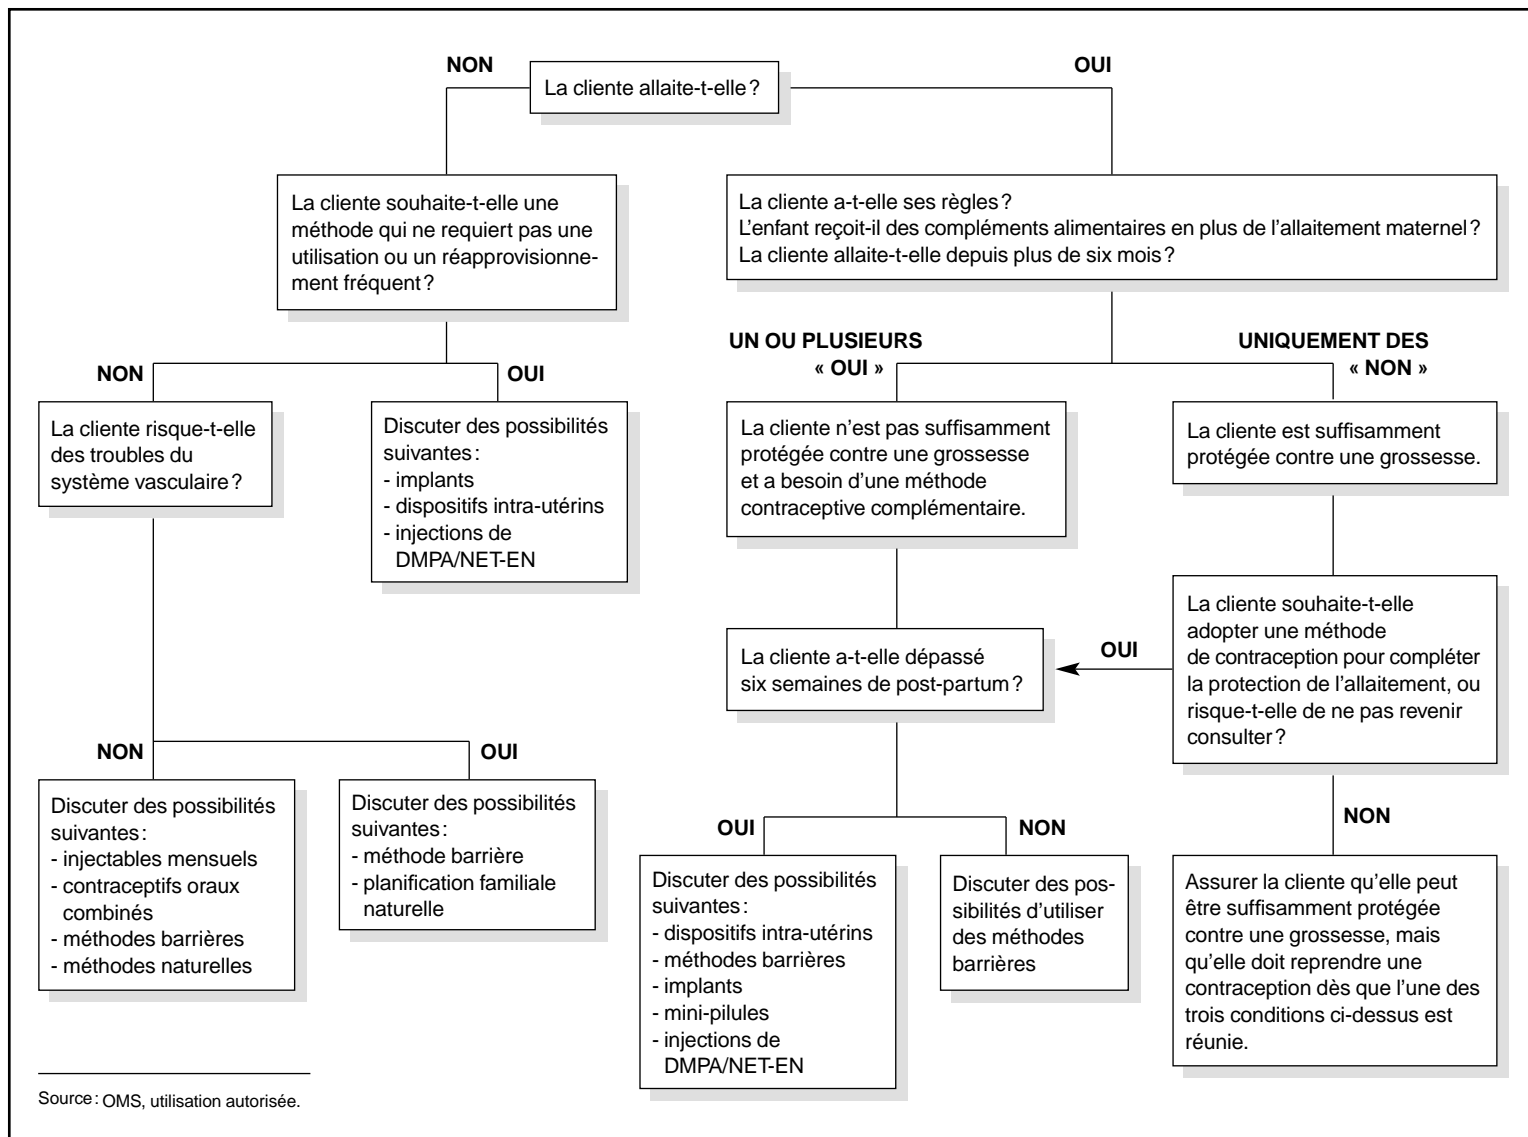 NON
La cliente allaite-t-elle ?
OUI
La cliente souhaite-t-elle une
méthode qui ne requiert pas une
utilisation ou un réapprovisionne-
ment fréquent ?
La cliente a-t-elle ses règles ?
L'enfant reçoit-il des compléments alimentaires en plus de l'allaitement maternel ?
La cliente allaite-t-elle depuis plus de six mois ?
NON
OUI
UN OU PLUSIEURS
« OUI »
UNIQUEMENT DES
« NON »
La cliente risque-t-elle
des troubles du
système vasculaire ?
Discuter des possibilités
suivantes :
- implants
- dispositifs intra-utérins
- injections de
DMPA/NET-EN
La cliente n'est pas suffisamment
protégée contre une grossesse
et a besoin d'une méthode
contraceptive complémentaire.
La cliente est suffisamment
protégée contre une grossesse.
La cliente a-t-elle dépassé
six semaines de post-partum ?
OUI
La cliente souhaite-t-elle
adopter une méthode
de contraception pour compléter
la protection de l'allaitement, ou
risque-t-elle de ne pas revenir
consulter ?
NON
OUI
Discuter des possibilités
suivantes :
- injectables mensuels
- contraceptifs oraux
combinés
- méthodes barrières
- méthodes naturelles
Discuter des possibilités
suivantes :
- méthode barrière
- planification familiale
naturelle
OUI
NON
NON
Discuter des possibilités
suivantes :
- dispositifs intra-utérins
- méthodes barrières
- implants
- mini-pilules
- injections de
DMPA/NET-EN
Discuter des pos-
sibilités d'utiliser
des méthodes
barrières
Assurer la cliente qu'elle peut
être suffisamment protégée
contre une grossesse, mais
qu'elle doit reprendre une
contraception dès que l'une des
trois conditions ci-dessus est
réunie.
Source : OMS, utilisation autorisée.